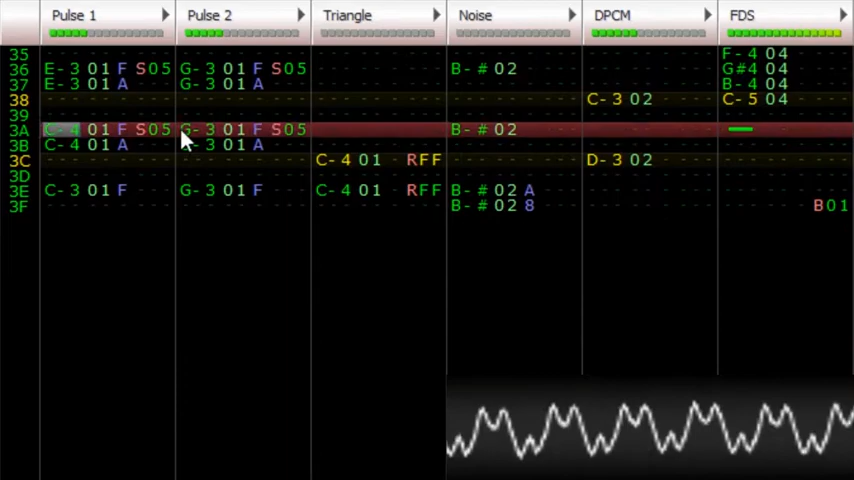 Pulse 1 Pulse 2 Triangle Noise DPCM FDS
35 F-4 04
36 E-3 01 F S05 G-3 01 F S05 B-# 02 G#4 04
37 E-3 01 A G-3 01 A B-4 04
38 C-3 02 C-5 04
39
3A C-4 01 F S05 G-3 01 F S05 B-# 02
3B C-4 01 A -3 01 A
3C C-4 01 RFF D-3 02
3D
3E C-3 01 F G-3 01 F C-4 01 RFF B-# 02 A
3F B-# 02 8 B01